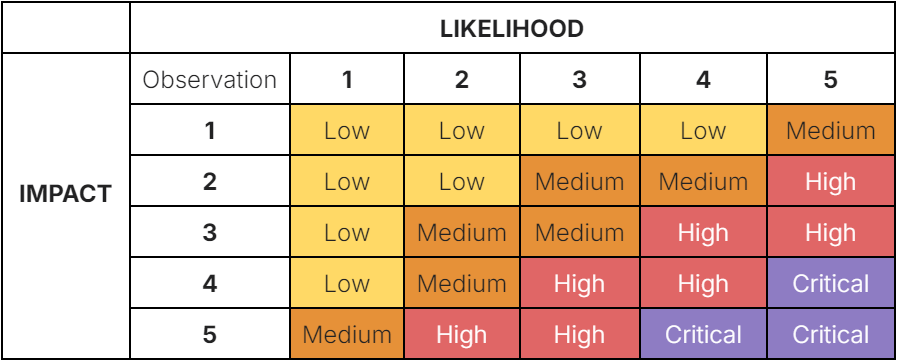 LIKELIHOOD
Observation 1 2 3 4 5
1 Low Low Low Low Medium
IMPACT
2 Low Low Medium Medium High
3 Low Medium Medium High High
4 Low Medium High High Critical
5 Medium High High Critical Critical